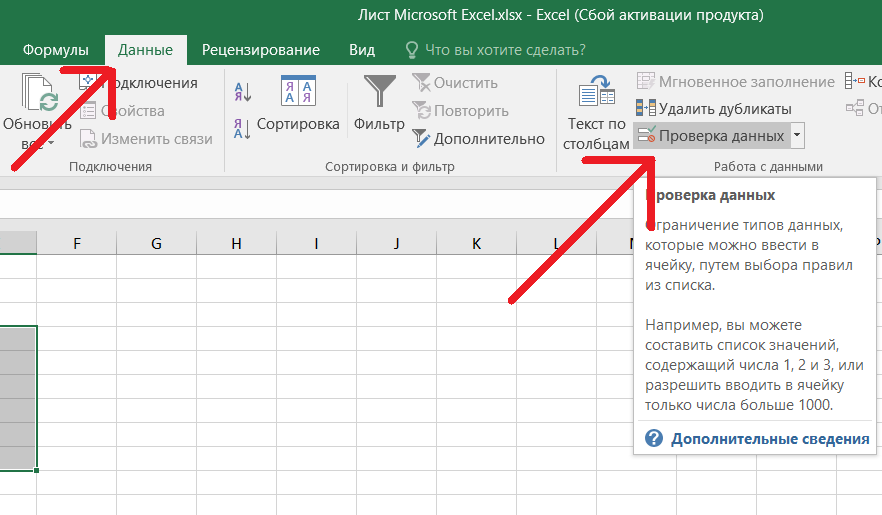 Лист Microsoft Excel.xlsx - Excel (Сбой активации продукта)
Формулы Данные Рецензирование Вид Что вы хотите сделать?
Подключения
Свойства
Изменить связи
Обновить
все
Подключения
Сортировка
Фильтр
Очистить
Повторить
Дополнительно
Сортировка и фильтр
Текст по
столбцам
Мгновенное заполнение
Удалить дубликаты
Проверка данных
Работа с данными
F G H I J K L
Проверка данных
Ограничение типов данных,
которые можно ввести в
ячейку, путем выбора правил
из списка.
Например, вы можете
составить список значений,
содержащий числа 1, 2 и 3, или
разрешить вводить в ячейку
только числа больше 1000.
Дополнительные сведения